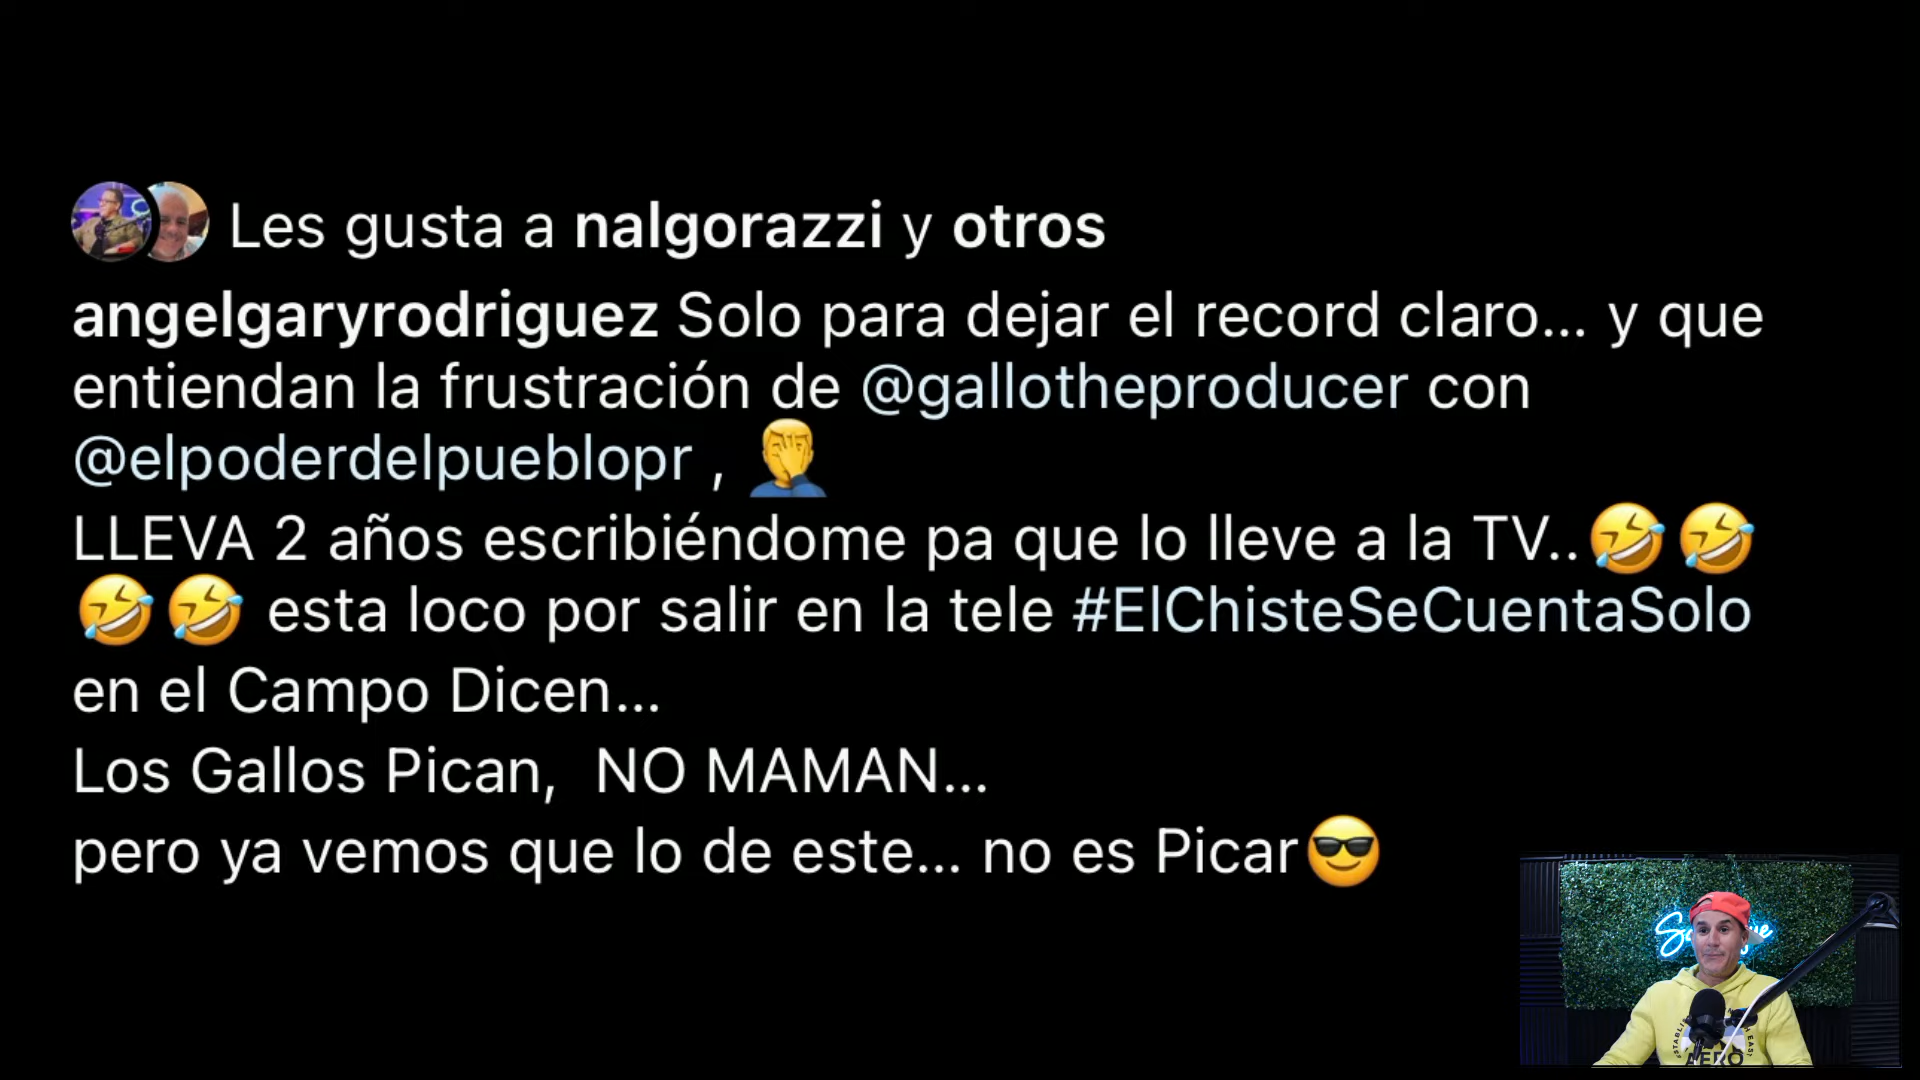 Les gusta a nalgorazzi y otros
angelgaryrodriguez Solo para dejar el record claro... y que
entiendan la frustración de @gallotheproducer con
@elpoderdelpueblopr , 🤦‍♂️
LLEVA 2 años escribiéndome pa que lo lleve a la TV..🤣🤣
🤣🤣 esta loco por salir en la tele #ElChisteSeCuentaSolo
en el Campo Dicen...
Los Gallos Pican,  NO MAMAN...
pero ya vemos que lo de este... no es Picar😎
AERO